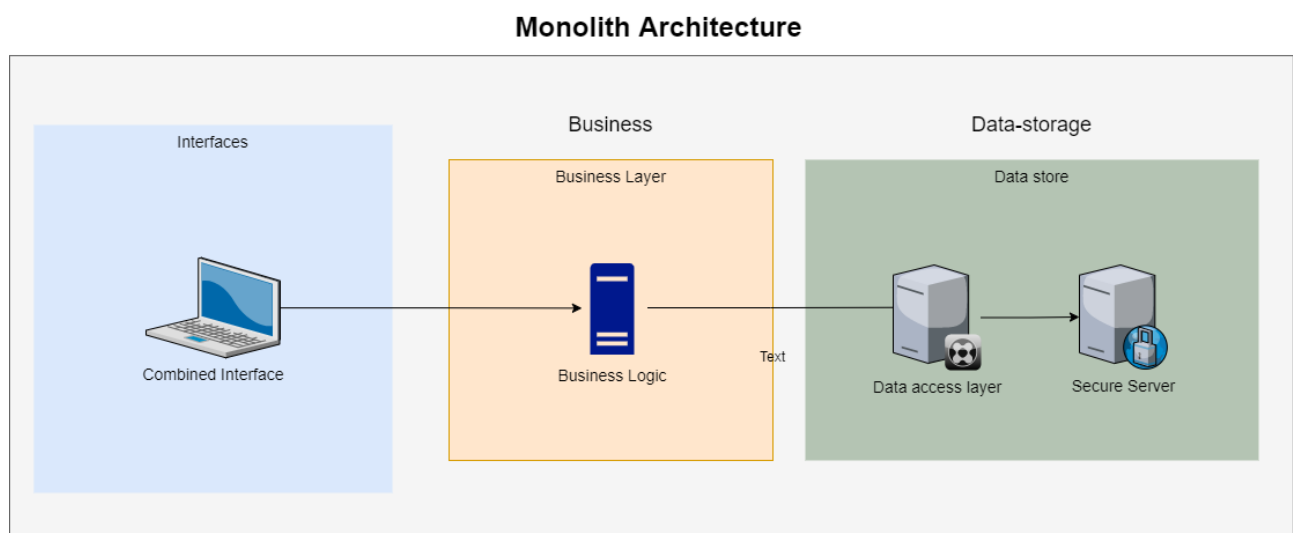 Monolith Architecture
Interfaces
Combined Interface
Business
Business Layer
Business Logic
Text
Data-storage
Data store
Data access layer
Secure Server